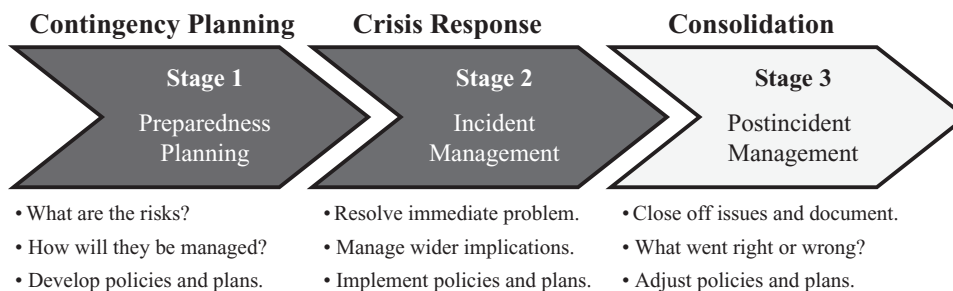 Contingency Planning
Crisis Response
Consolidation
Stage 1
Preparedness
Planning
Stage 2
Incident
Management
Stage 3
Postincident
Management
• What are the risks?
• How will they be managed?
• Develop policies and plans.
• Resolve immediate problem.
• Manage wider implications.
• Implement policies and plans.
• Close off issues and document.
• What went right or wrong?
• Adjust policies and plans.